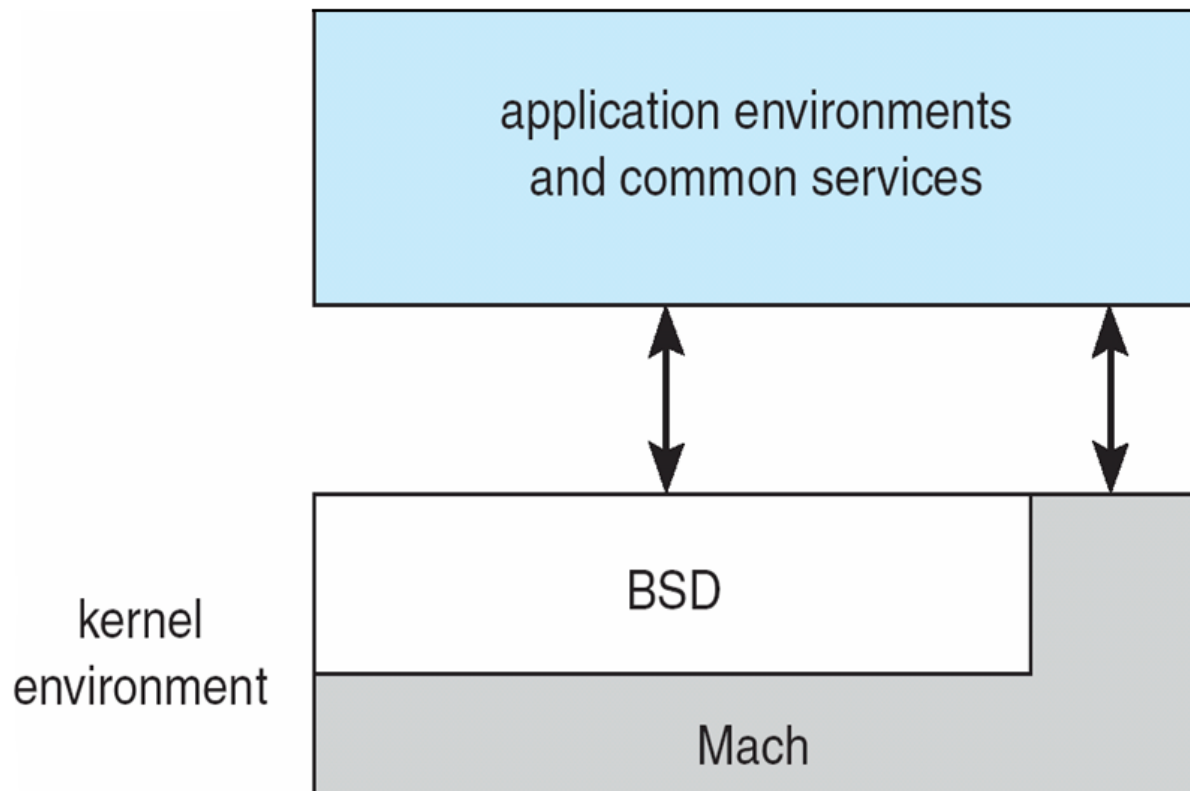 application environments
and common services
BSD
kernel
environment
Mach